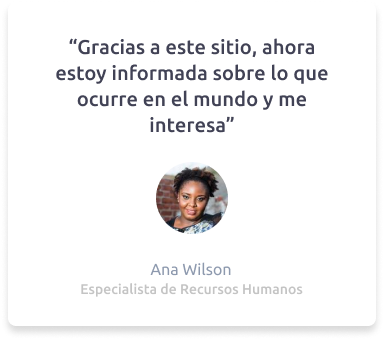 “Gracias a este sitio, ahora
estoy informada sobre lo que
ocurre en el mundo y me
interesa”
Ana Wilson
Especialista de Recursos Humanos